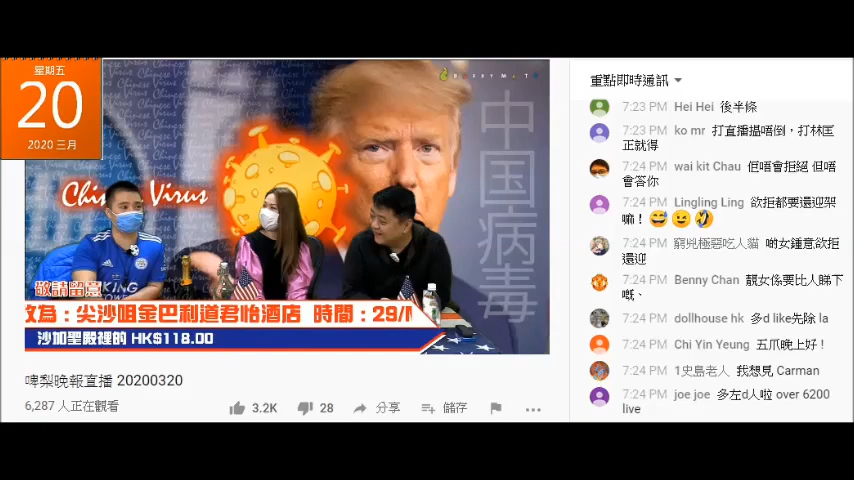 星期五
20
2020 三月
BERRYMATO
Chinese Virus
中国病毒
敬請留意
改為：尖沙咀金巴利道君怡酒店 時間：29/
沙加聖嚴裡的 HK$118.00
啤梨晚報直播 20200320
6,287 人正在觀看
3.2K
28
分享
儲存
重點即時通訊
7:23 PM Hei Hei 後半條
7:23 PM ko mr 打直播揾唔倒，打林匡
正就得
7:24 PM wai kit Chau 佢唔會拒絕 但唔
會答你
7:24 PM Lingling Ling 欲拒都要還迎架
嘛！😅😉🤣
7:24 PM 窮兇極惡吃人貓 啲女鍾意欲拒
還迎
7:24 PM Benny Chan 靚女係要比人睇下
嘅、
7:24 PM dollhouse hk 多d like先除 la
7:24 PM Chi Yin Yeung 五爪晚上好！
7:24 PM 1史島老人 我想見 Carman
7:24 PM joe joe 多左d人啦 over 6200
live